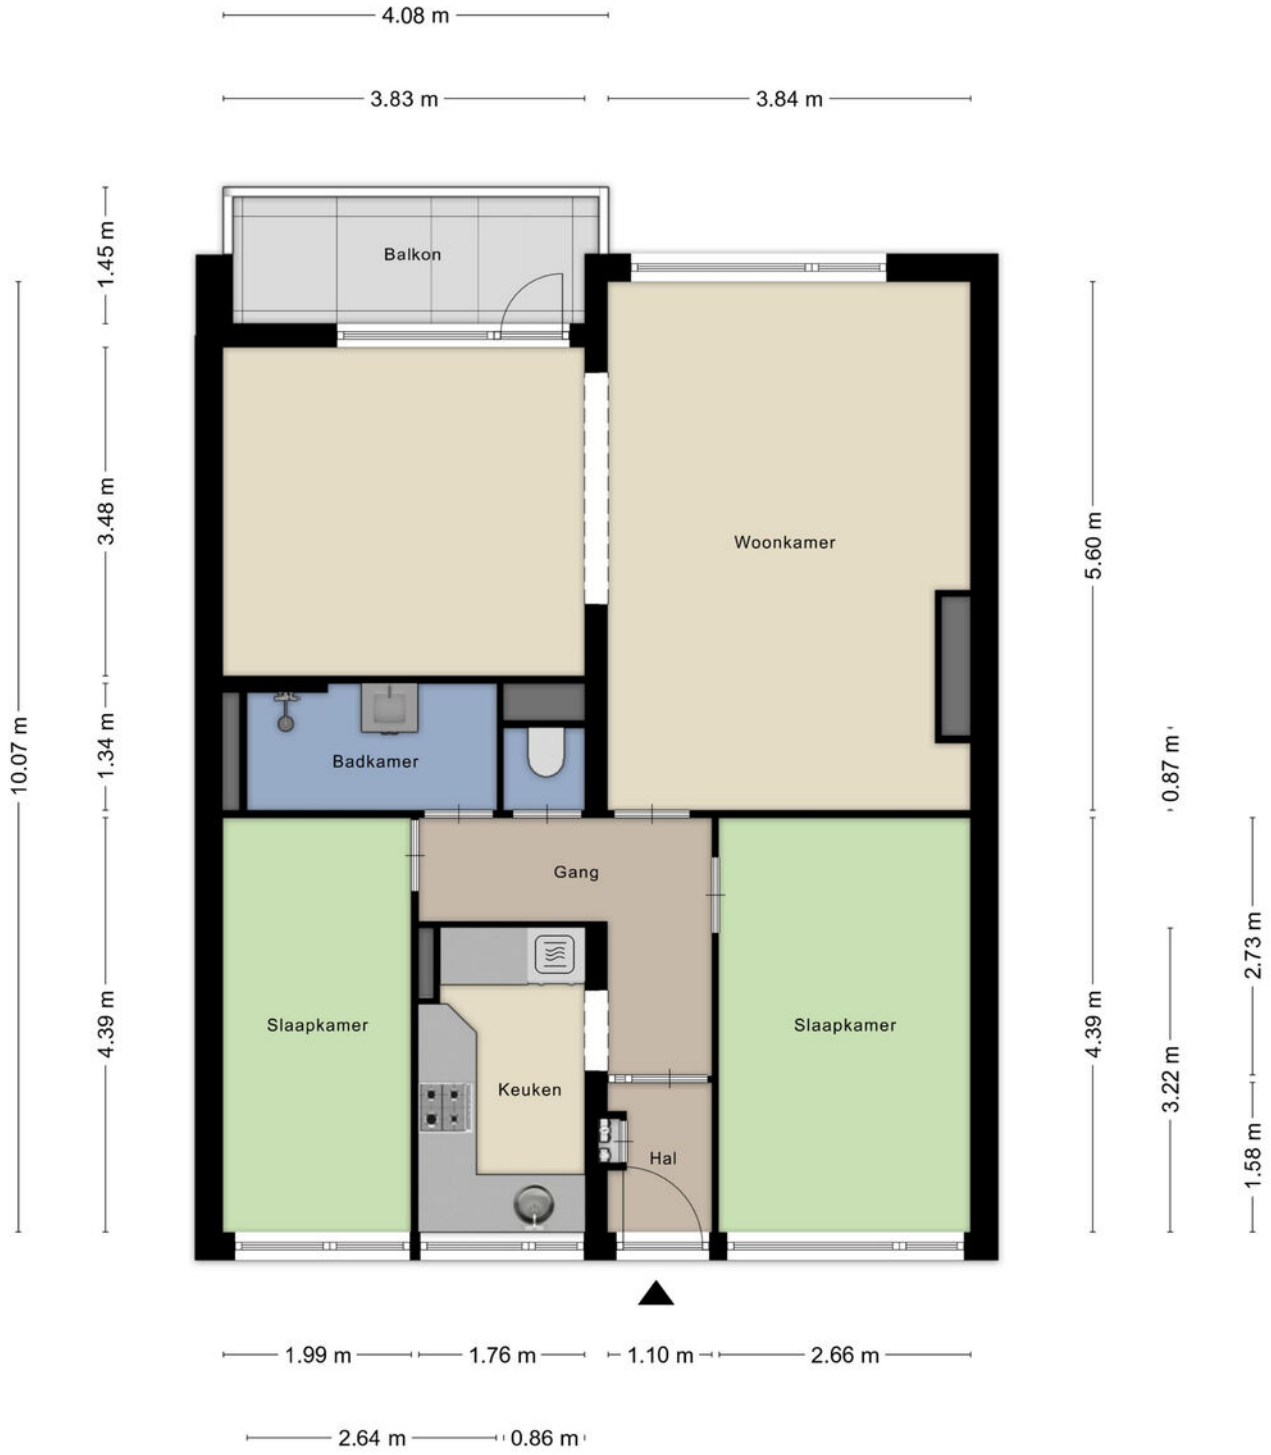 4.08 m
3.83 m
3.84 m
1.45 m
Balkon
3.48 m
5.60 m
Woonkamer
10.07 m
1.34 m
0.87 m
Badkamer
Gang
2.73 m
4.39 m
4.39 m
3.22 m
Slaapkamer
Slaapkamer
Keuken
Hal
1.58 m
1.99 m
1.76 m
1.10 m
2.66 m
2.64 m
0.86 m